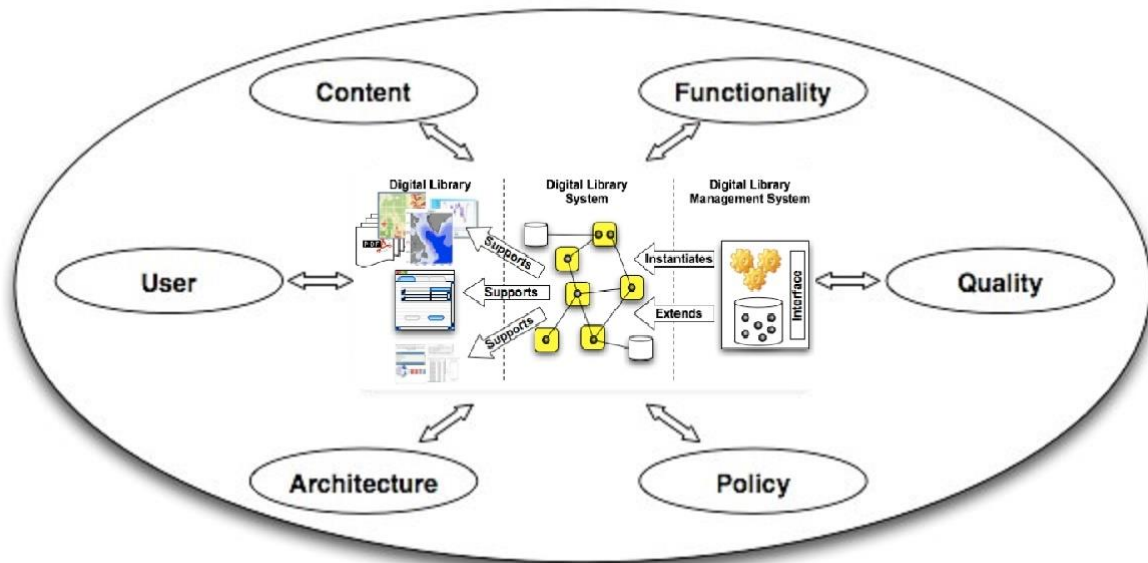 Content
Functionality
Digital Library
Digital Library
System
Digital Library
Management System
PDF
Supports
Instantiates
Interface
User
Supports
Quality
Extends
Supports
Architecture
Policy